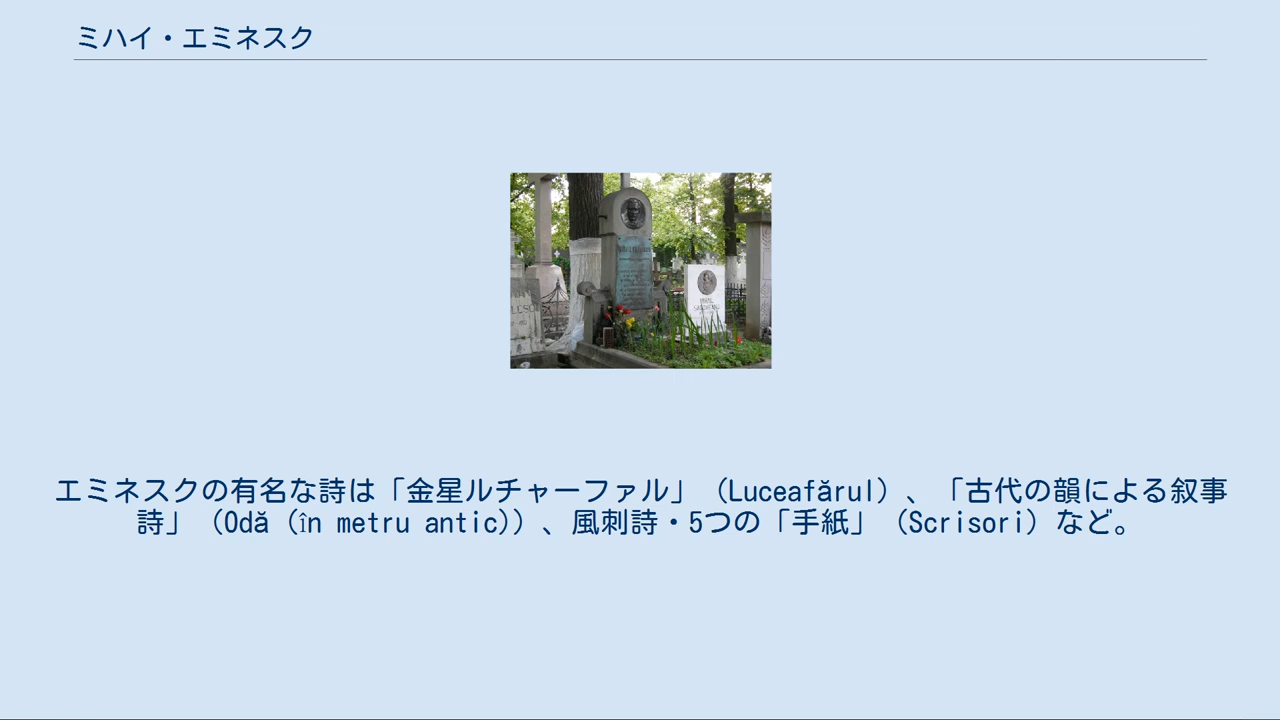 ミハイ・エミネスク
エミネスクの有名な詩は「金星ルチャーファル」（Luceafărul）、「古代の韻による叙事
詩」（Odă（în metru antic)）、風刺詩・5つの「手紙」（Scrisori）など。